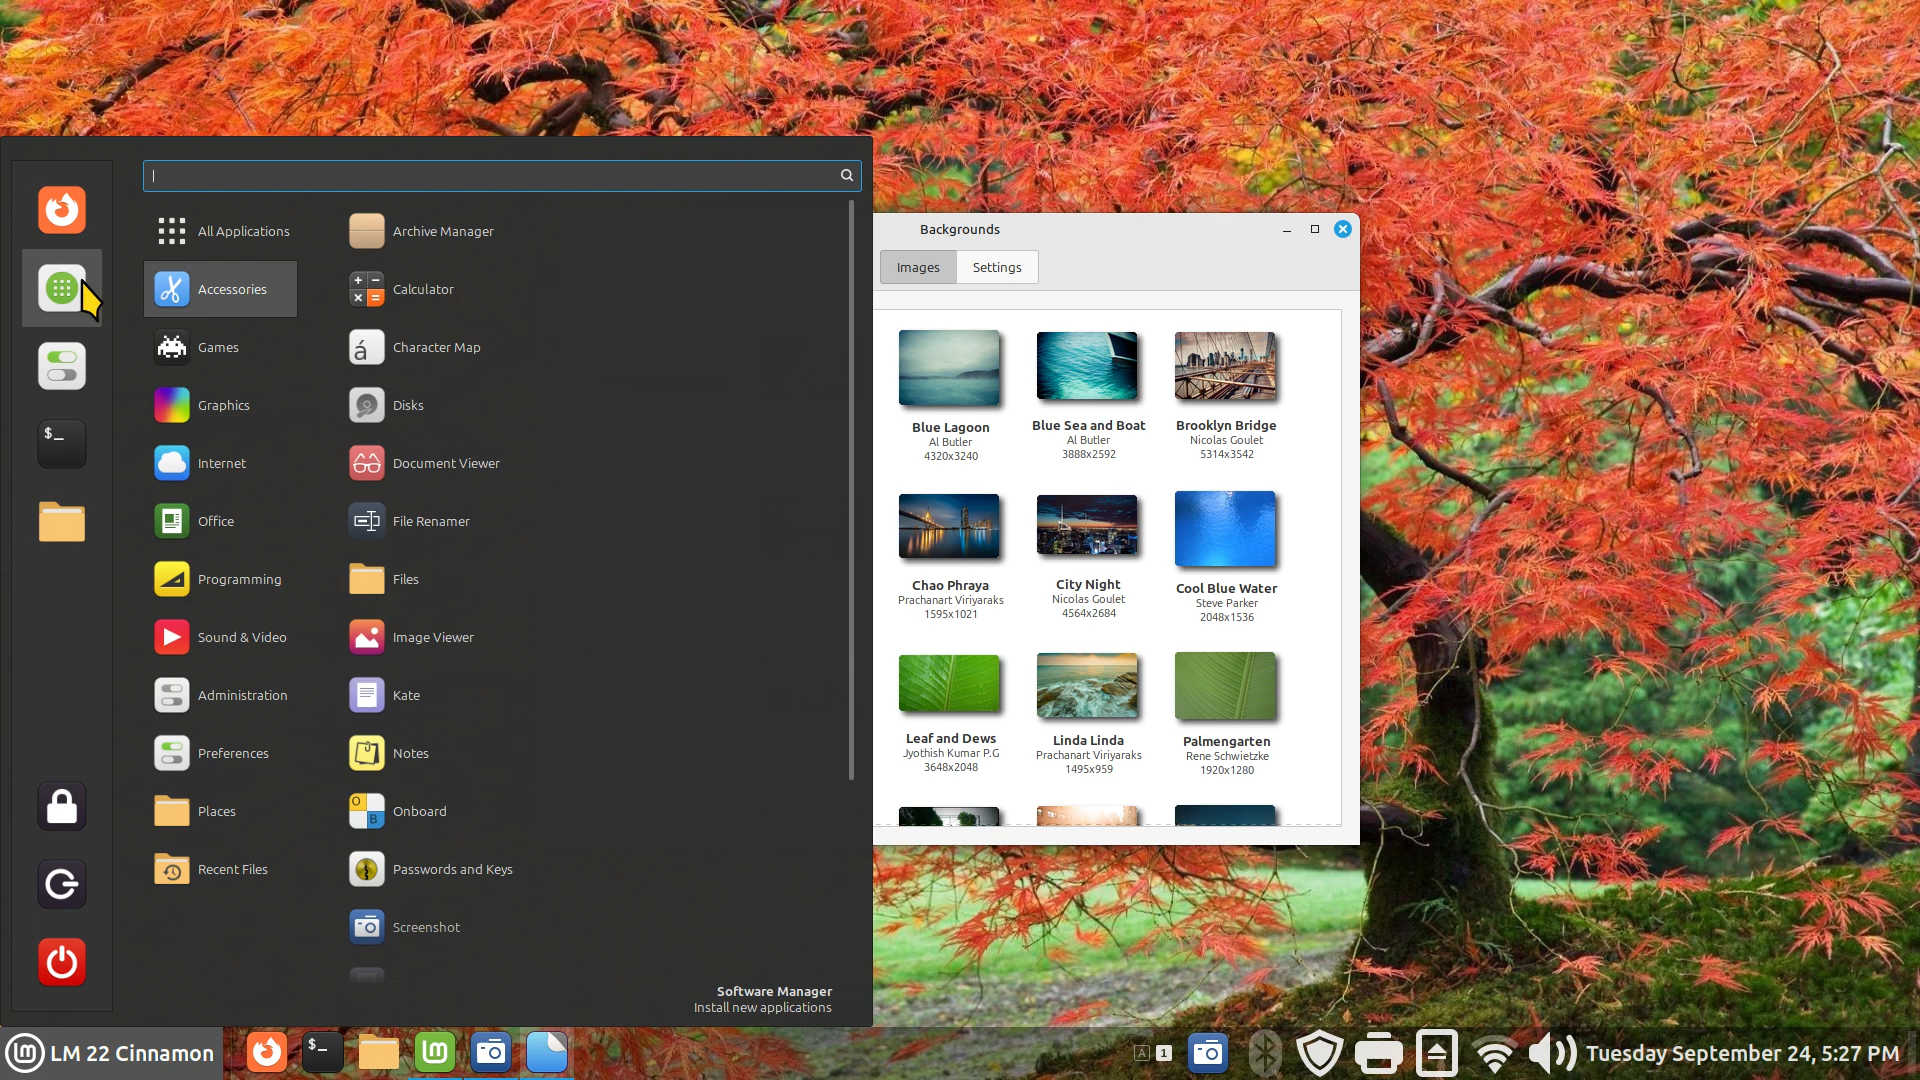 All Applications
Accessories
Games
Graphics
Internet
Office
Programming
Sound & Video
Administration
Preferences
Places
Recent Files
Archive Manager
Calculator
Character Map
Disks
Document Viewer
File Renamer
Files
Image Viewer
Kate
Notes
Onboard
Passwords and Keys
Screenshot
Software Manager
Install new applications
Backgrounds
Images
Settings
Blue Lagoon
Al Butler
4320x3240
Blue Sea and Boat
Al Butler
3888x2592
Brooklyn Bridge
Nicolas Goulet
5314x3542
Chao Phraya
Prachanart Viriyaraks
1595x1021
City Night
Nicolas Goulet
4564x2684
Cool Blue Water
Steve Parker
2048x1536
Leaf and Dews
Jyothish Kumar P.G
3648x2048
Linda Linda
Prachanart Viriyaraks
1495x959
Palmengarten
Rene Schwietzke
1920x1280
LM 22 Cinnamon
A 1
Tuesday September 24, 5:27 PM